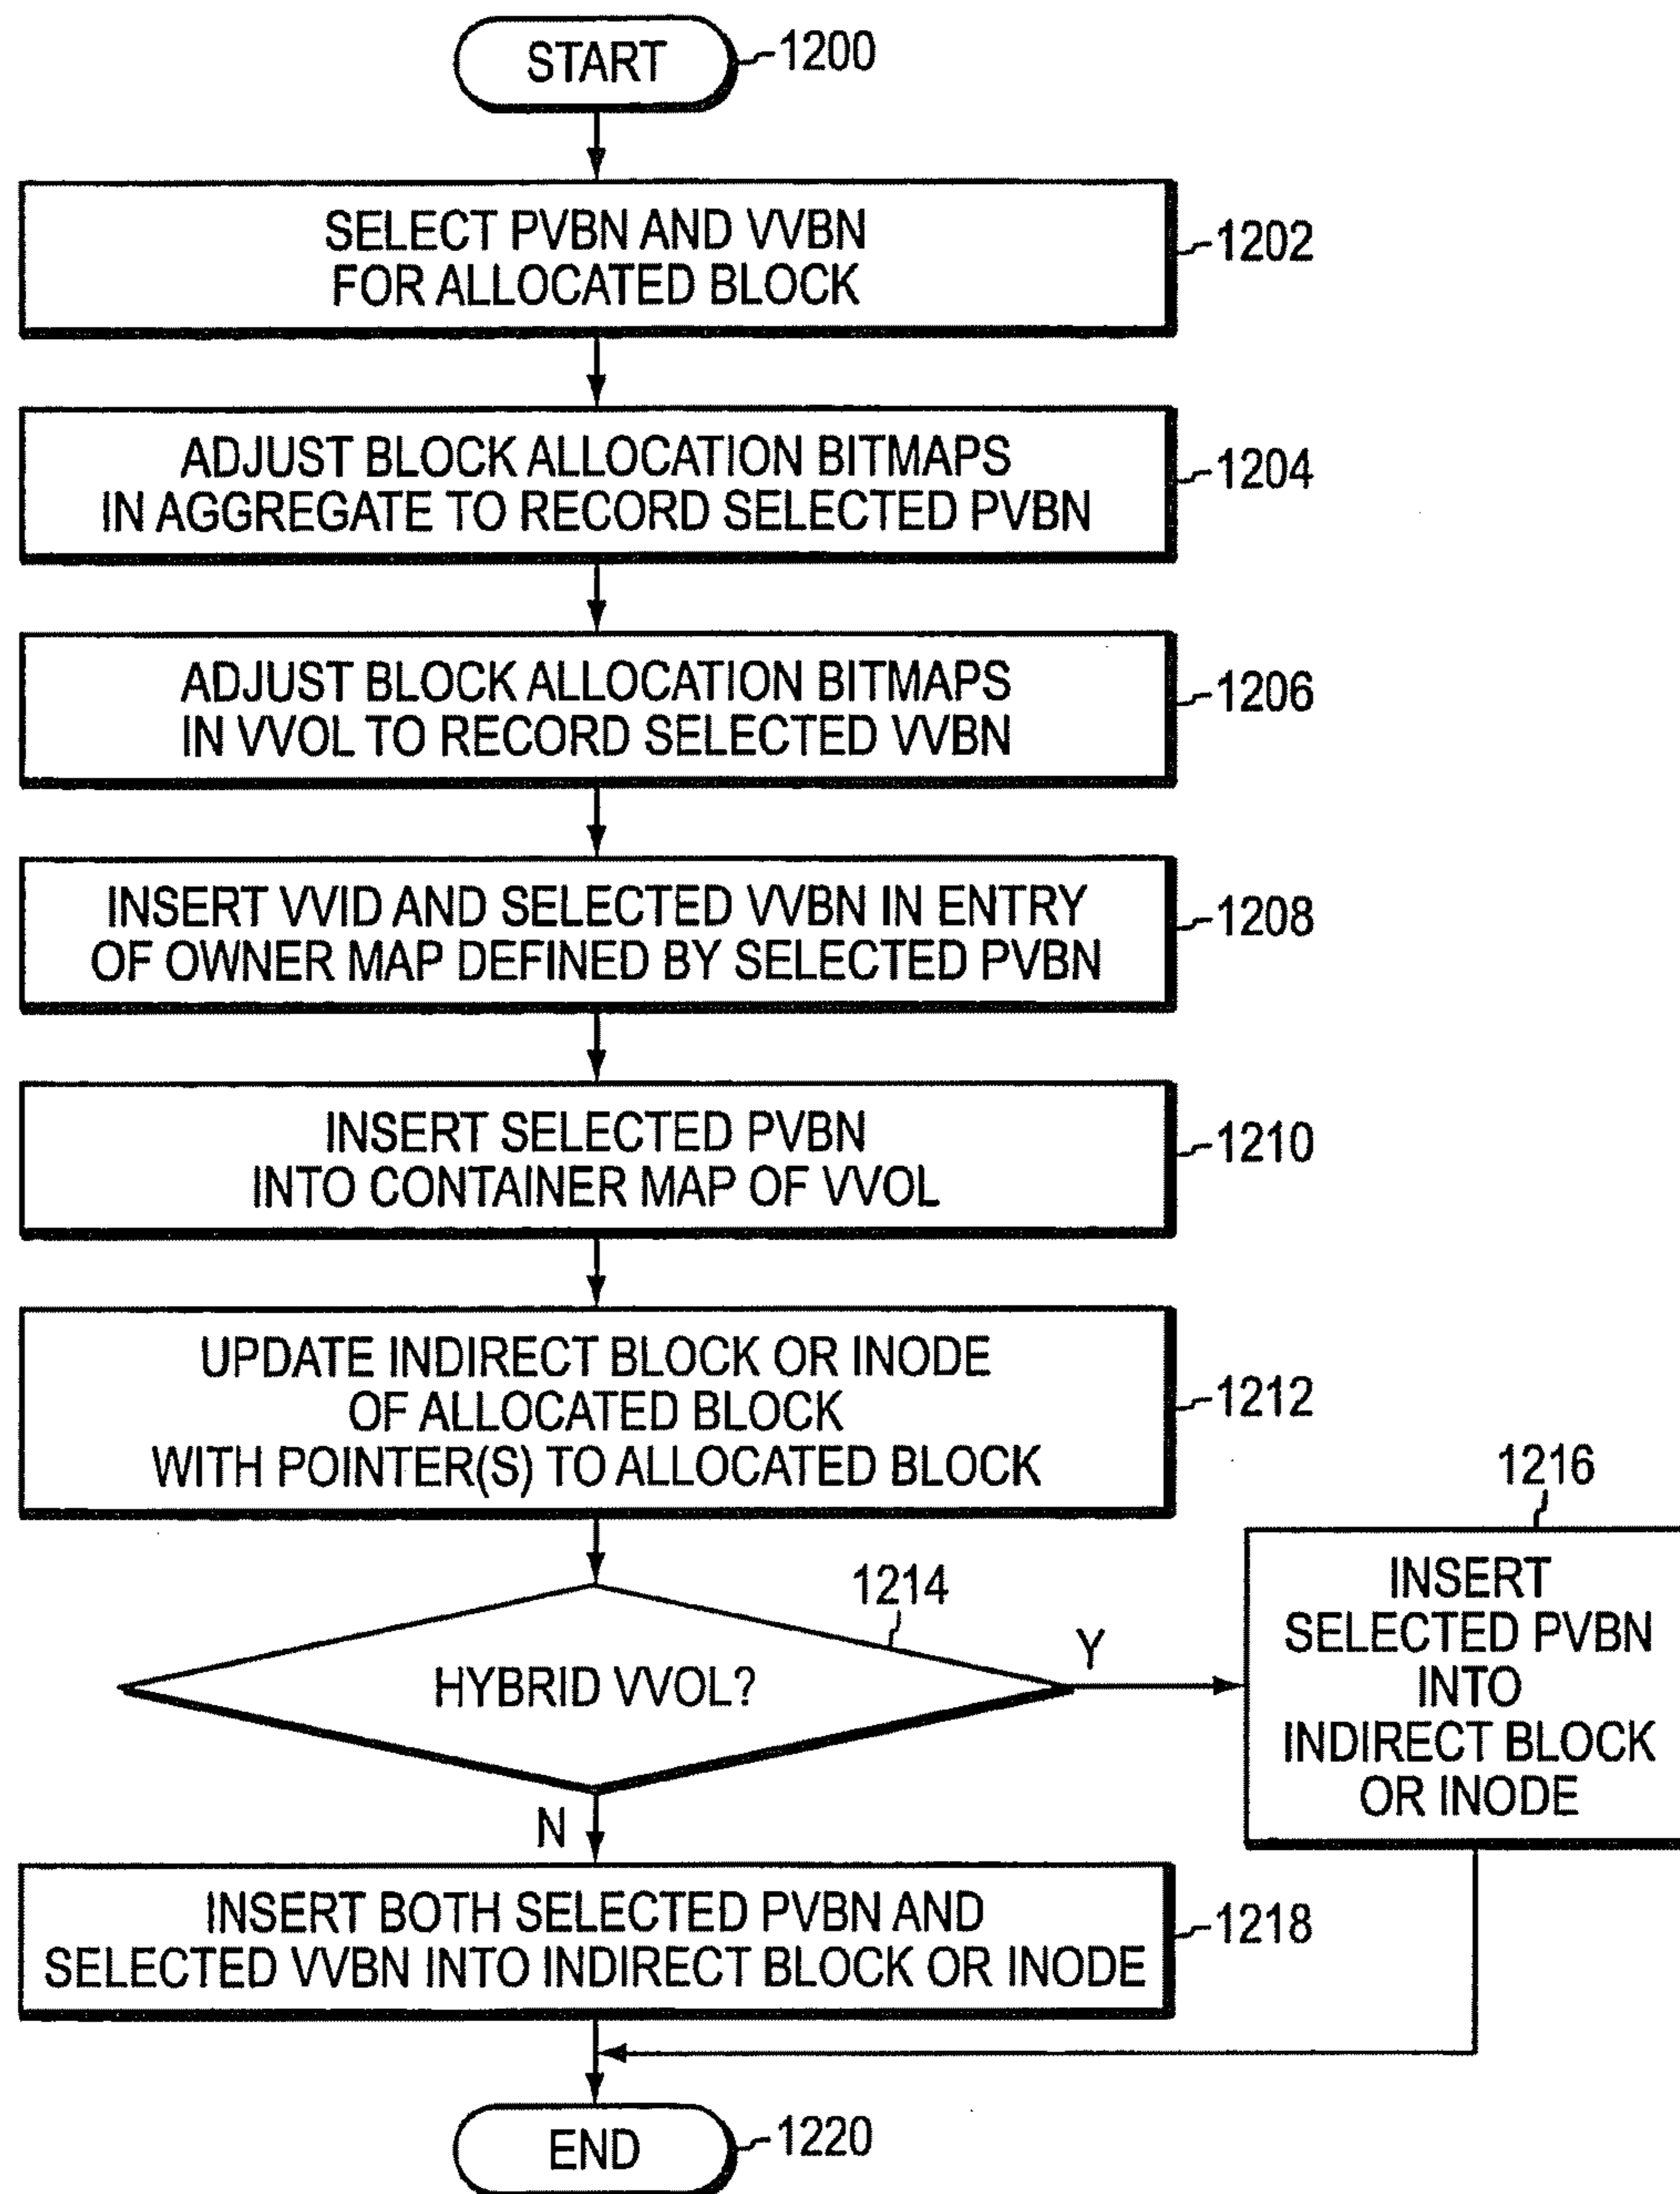 START
1200
SELECT PVBN AND VVBN
FOR ALLOCATED BLOCK
1202
ADJUST BLOCK ALLOCATION BITMAPS
IN AGGREGATE TO RECORD SELECTED PVBN
1204
ADJUST BLOCK ALLOCATION BITMAPS
IN VVOL TO RECORD SELECTED VVBN
1206
INSERT VVID AND SELECTED VVBN IN ENTRY
OF OWNER MAP DEFINED BY SELECTED PVBN
1208
INSERT SELECTED PVBN
INTO CONTAINER MAP OF VVOL
1210
UPDATE INDIRECT BLOCK OR INODE
OF ALLOCATED BLOCK
WITH POINTER(S) TO ALLOCATED BLOCK
1212
HYBRID VVOL?
1214
Y
1216
INSERT
SELECTED PVBN
INTO
INDIRECT BLOCK
OR INODE
N
INSERT BOTH SELECTED PVBN AND
SELECTED VVBN INTO INDIRECT BLOCK OR INODE
1218
END
1220